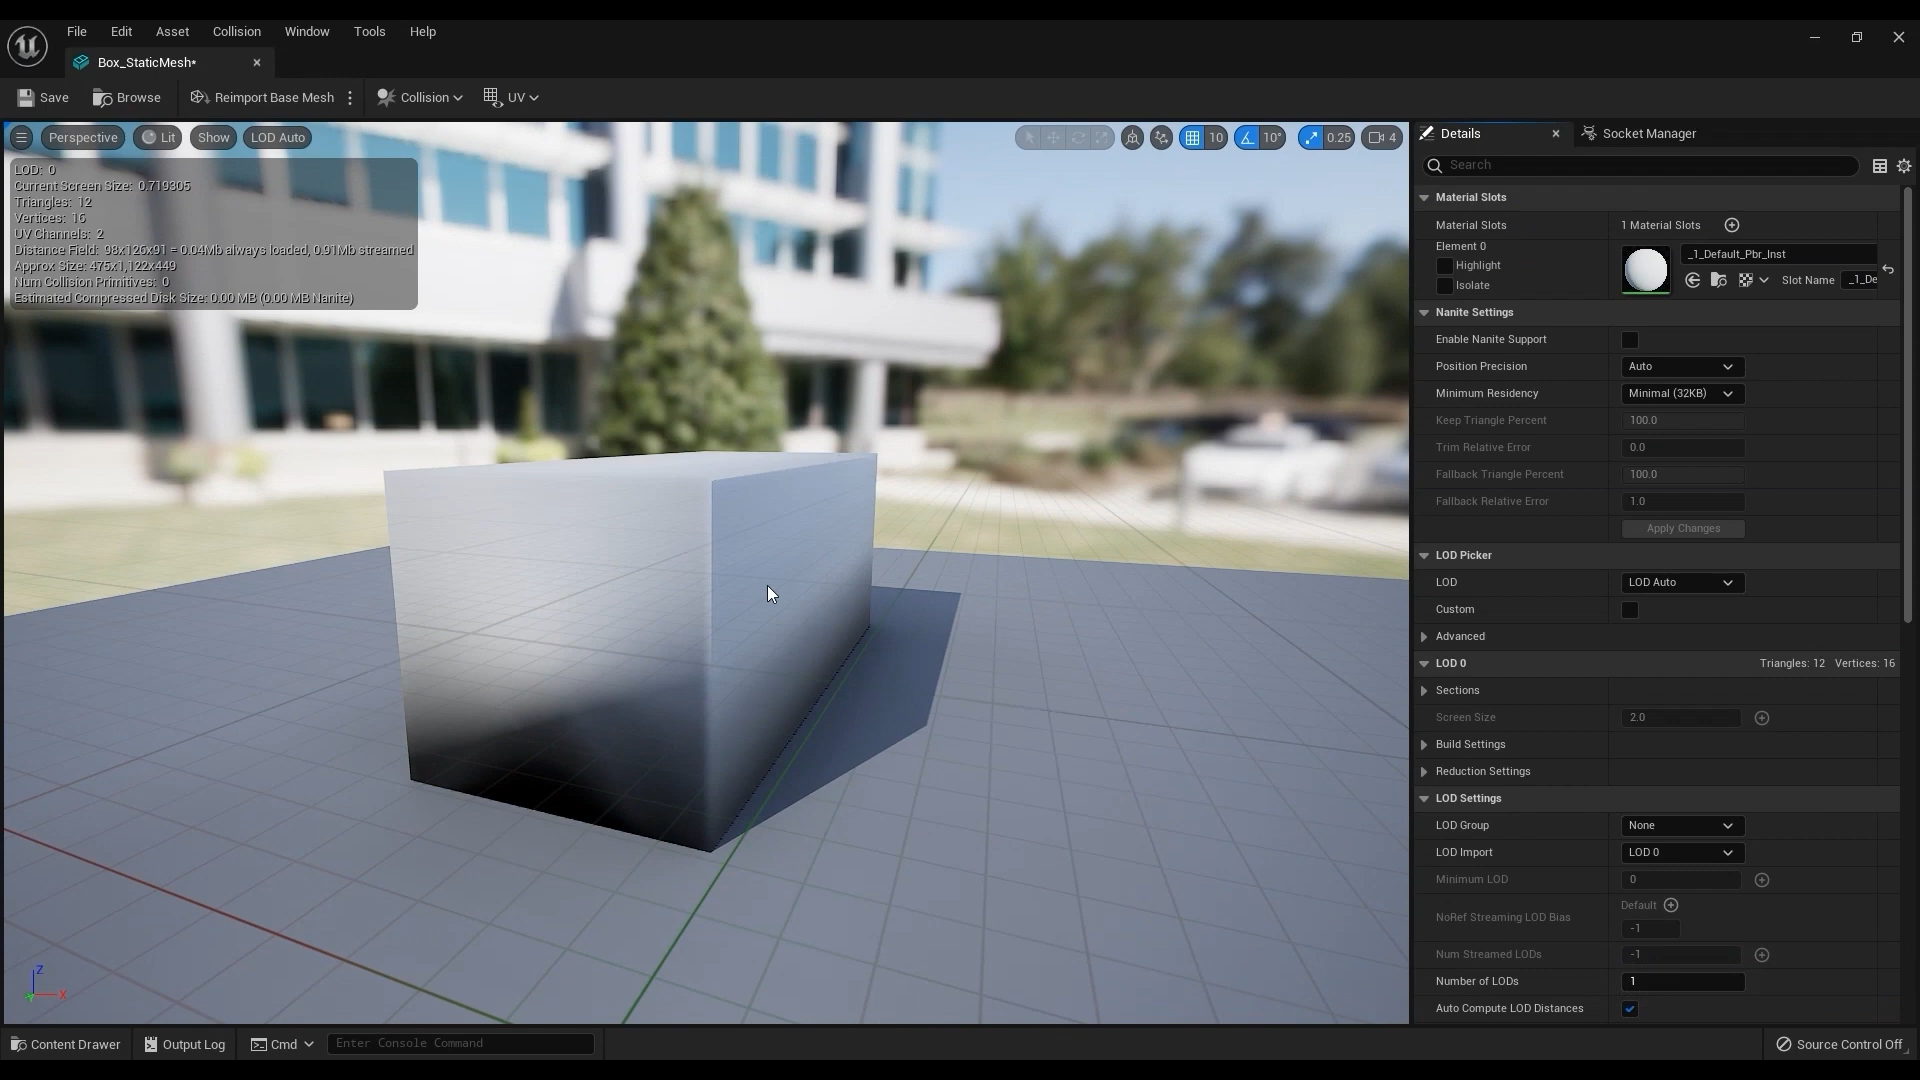 File Edit Asset Collision Window Tools Help
Box_StaticMesh*
Save Browse Reimport Base Mesh Collision UV
Perspective Lit Show LOD Auto 10 10° 0.25 4
LOD: 0
Current Screen Size: 0.719305
Triangles: 12
Vertices: 16
UV Channels: 2
Distance Field: 98x126x91 = 0.04Mb always loaded, 0.91Mb streamed
Approx Size: 475x1,122x449
Num Collision Primitives: 0
Estimated Compressed Disk Size: 0.00 MB (0.00 MB Nanite)
Z
X
Details Socket Manager
Search
Material Slots
Material Slots 1 Material Slots
Element 0
Highlight
Isolate
_1_Default_Pbr_Inst
Slot Name _1_De
Nanite Settings
Enable Nanite Support
Position Precision Auto
Minimum Residency Minimal (32KB)
Keep Triangle Percent 100.0
Trim Relative Error 0.0
Fallback Triangle Percent 100.0
Fallback Relative Error 1.0
Apply Changes
LOD Picker
LOD LOD Auto
Custom
Advanced
LOD 0 Triangles: 12 Vertices: 16
Sections
Screen Size 2.0
Build Settings
Reduction Settings
LOD Settings
LOD Group None
LOD Import LOD 0
Minimum LOD 0
Default
NoRef Streaming LOD Bias
-1
Num Streamed LODs -1
Number of LODs 1
Auto Compute LOD Distances
Content Drawer Output Log Cmd Enter Console Command Source Control Off